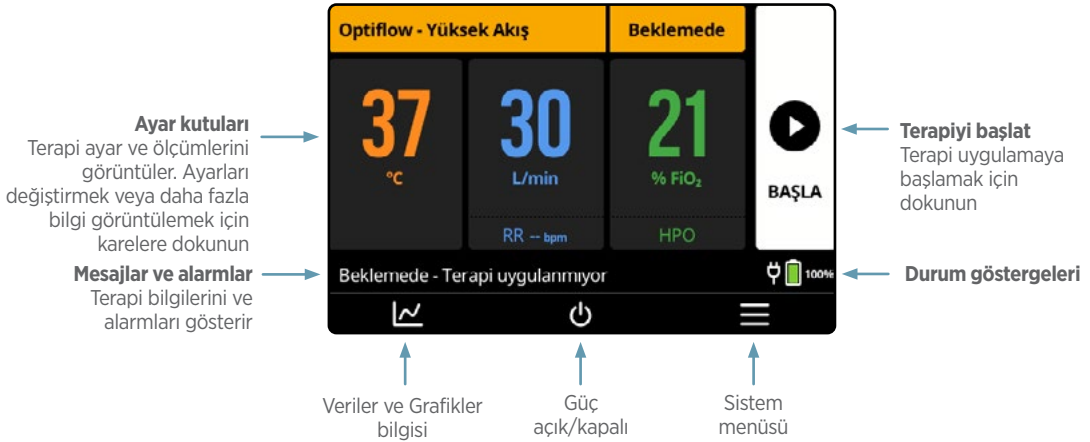 Optiflow - Yüksek Akış
Beklemede
37
°C
30
L/min
RR -- bpm
21
% FiO₂
HPO
BAŞLA
Beklemede - Terapi uygulanmıyor
100%
Ayar kutuları
Terapi ayar ve ölçümlerini
görüntüler. Ayarları
değiştirmek veya daha fazla
bilgi görüntülemek için
karelere dokunun
Mesajlar ve alarmlar
Terapi bilgilerini ve
alarmları gösterir
Terapiyi başlat
Terapi uygulamaya
başlamak için
dokunun
Durum göstergeleri
Veriler ve Grafikler
bilgisi
Güç
açık/kapalı
Sistem
menüsü